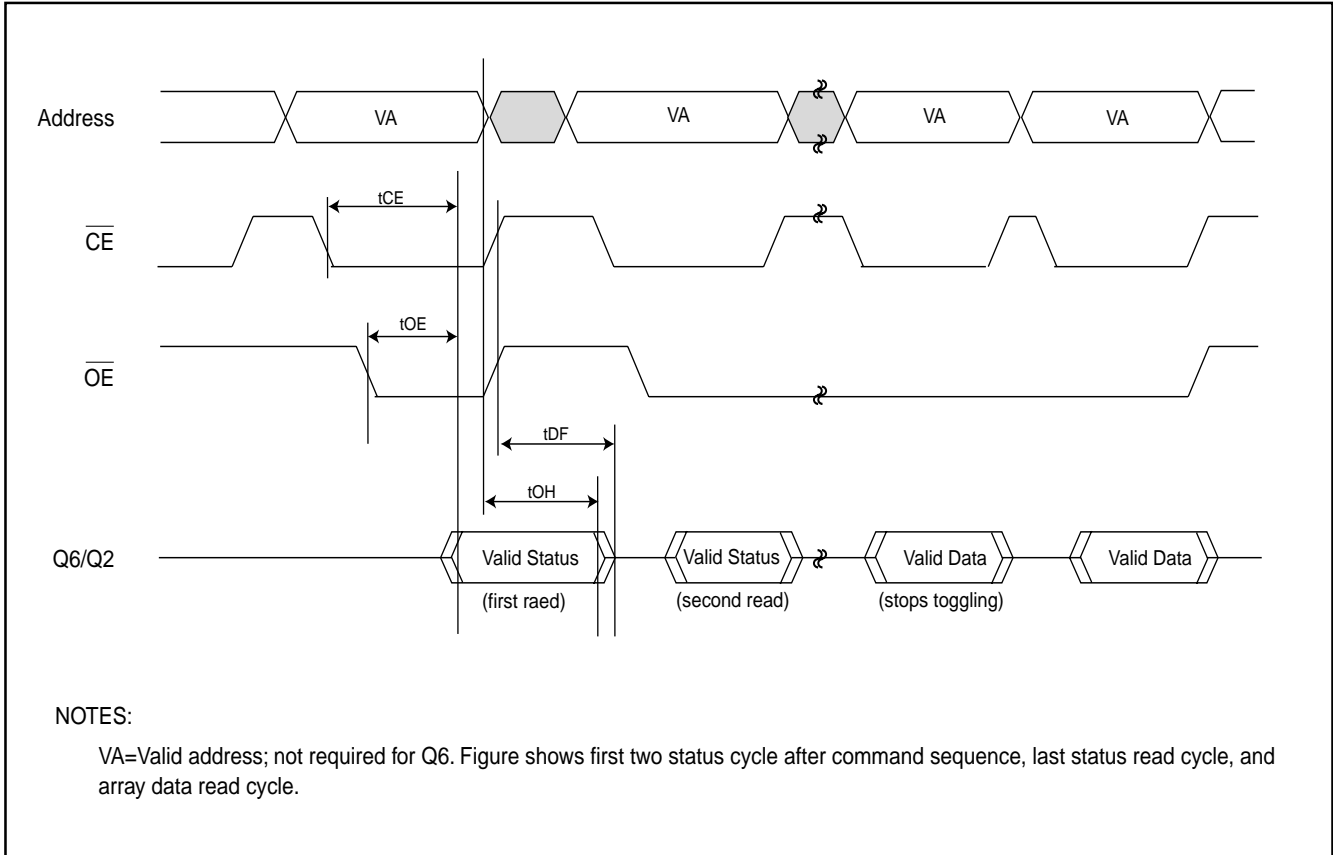 Address
VA
VA
VA
VA
tCE
CE
tOE
OE
tDF
tOH
Q6/Q2
Valid Status
Valid Status
Valid Data
Valid Data
(first raed)
(second read)
(stops toggling)
NOTES:
VA=Valid address; not required for Q6. Figure shows first two status cycle after command sequence, last status read cycle, and
array data read cycle.